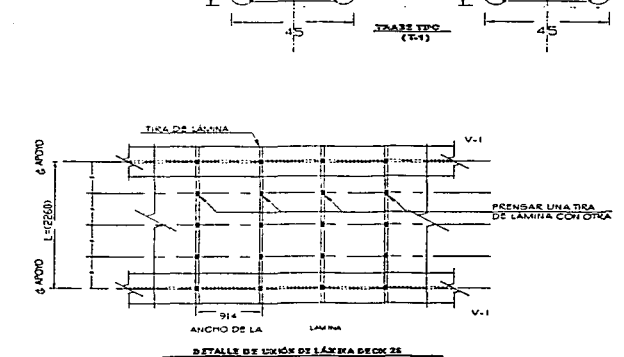 45
45
TRABE TIPO
(T-1)
TIRA DE LÁMINA
V-1
₵ APOYO
L=(2260)
PRENSAR UNA TIRA
DE LAMINA CON OTRA
₵ APOYO
914
V-1
ANCHO DE LA LAMINA
DETALLE DE UNIÓN DE LÁMINA DECK 25